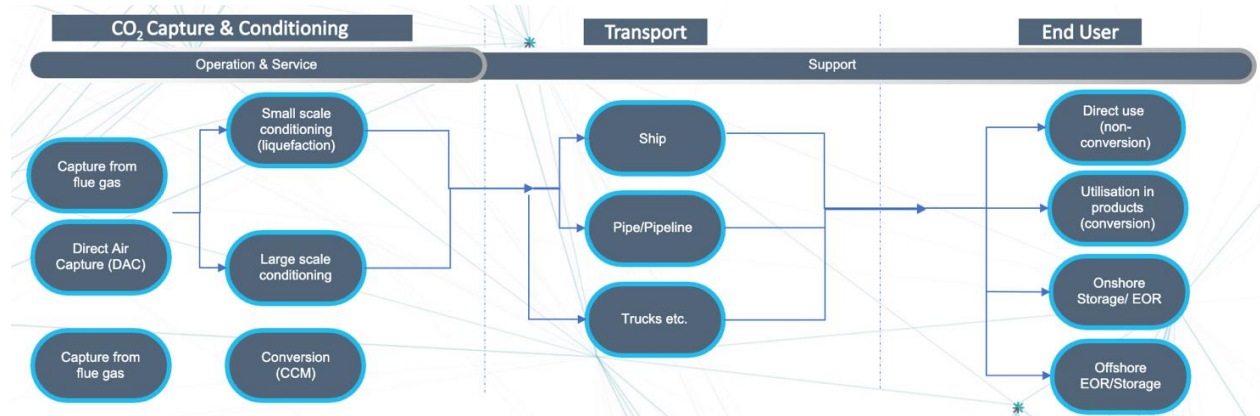 CO₂ Capture & Conditioning
Transport
End User
Operation & Service
Support
Capture from
flue gas
Direct Air
Capture (DAC)
Capture from
flue gas
Small scale
conditioning
(liquefaction)
Large scale
conditioning
Conversion
(CCM)
Ship
Pipe/Pipeline
Trucks etc.
Direct use
(non-
conversion)
Utilisation in
products
(conversion)
Onshore
Storage/ EOR
Offshore
EOR/Storage